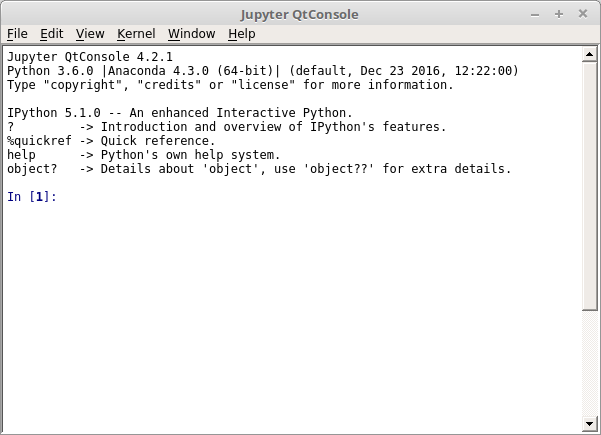 Jupyter QtConsole
File Edit View Kernel Window Help
Jupyter QtConsole 4.2.1
Python 3.6.0 |Anaconda 4.3.0 (64-bit)| (default, Dec 23 2016, 12:22:00)
Type "copyright", "credits" or "license" for more information.
IPython 5.1.0 -- An enhanced Interactive Python.
?         -> Introduction and overview of IPython's features.
%quickref -> Quick reference.
help      -> Python's own help system.
object?   -> Details about 'object', use 'object??' for extra details.
In [1]: